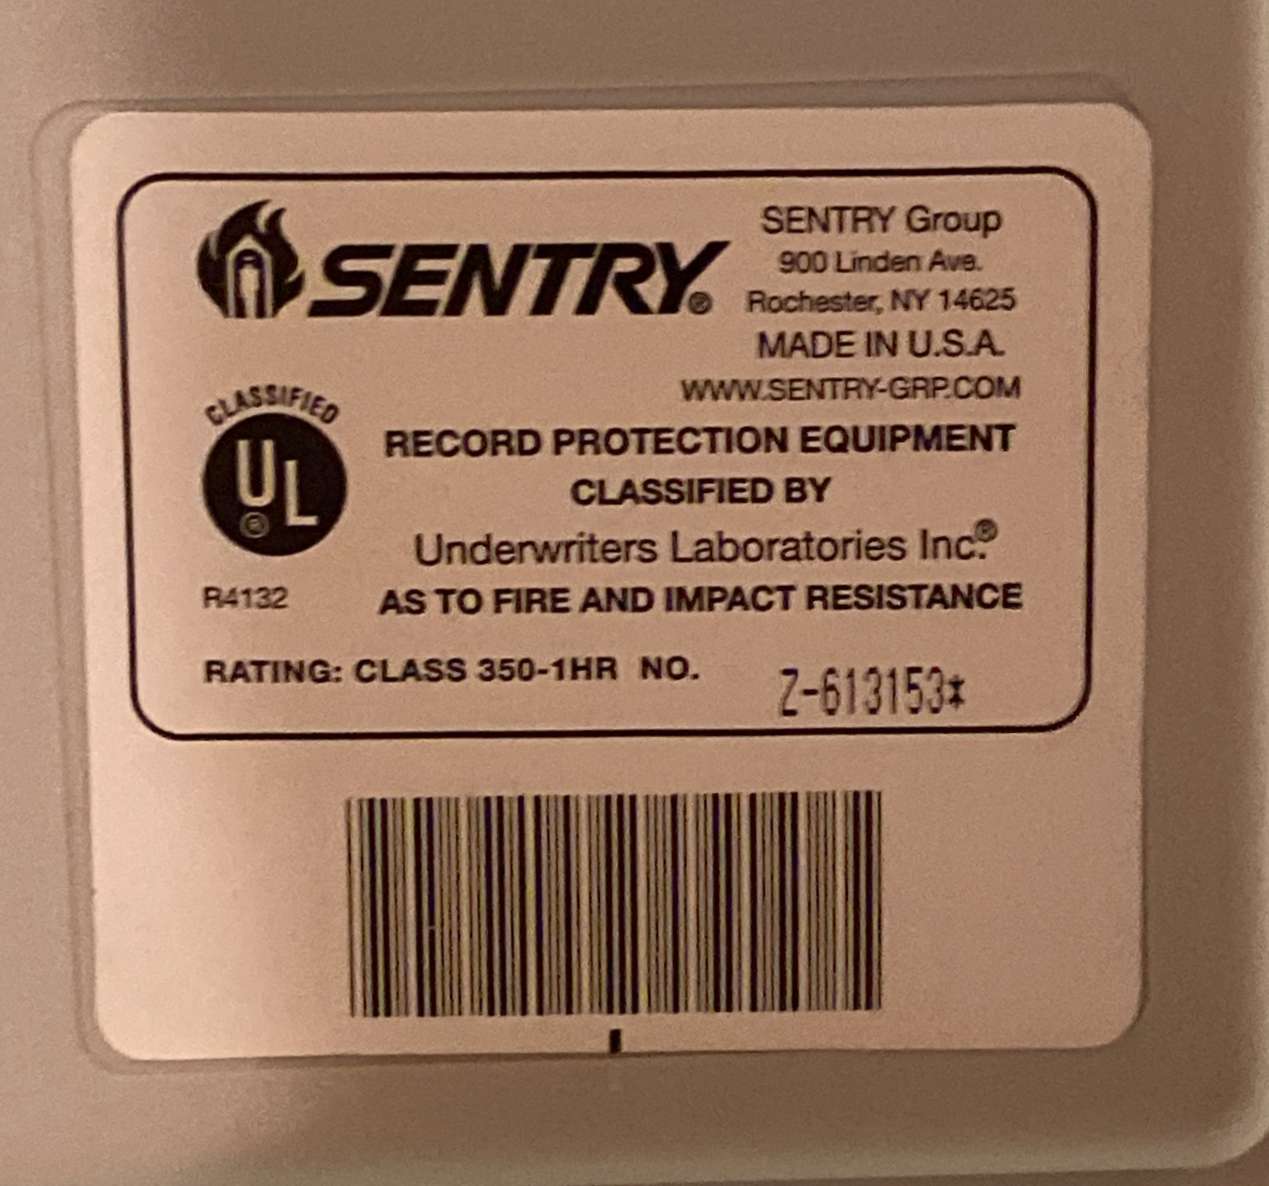 SENTRY®
SENTRY Group
900 Linden Ave.
Rochester, NY 14625
MADE IN U.S.A.
WWW.SENTRY-GRP.COM
CLASSIFIED
UL®
R4132
RECORD PROTECTION EQUIPMENT
CLASSIFIED BY
Underwriters Laboratories Inc.®
AS TO FIRE AND IMPACT RESISTANCE
RATING: CLASS 350-1HR NO. Z-613153*